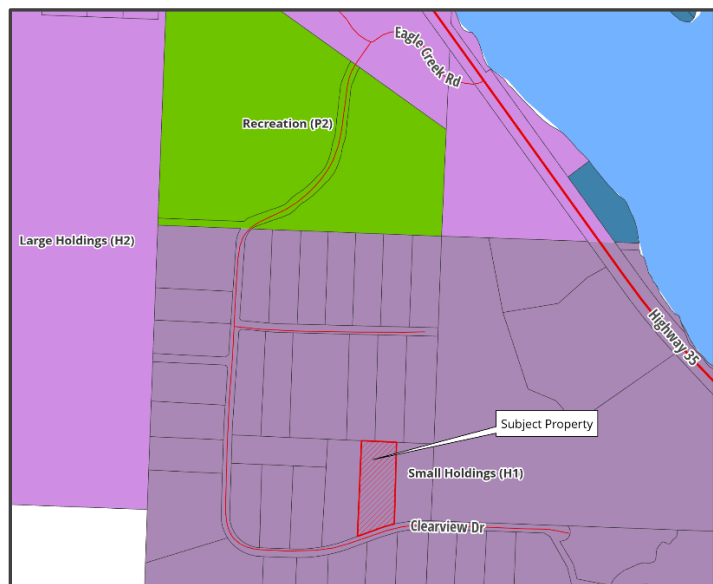 Eagle Creek Rd
Recreation (P2)
Large Holdings (H2)
Highway 35
Subject Property
Small Holdings (H1)
Clearview Dr